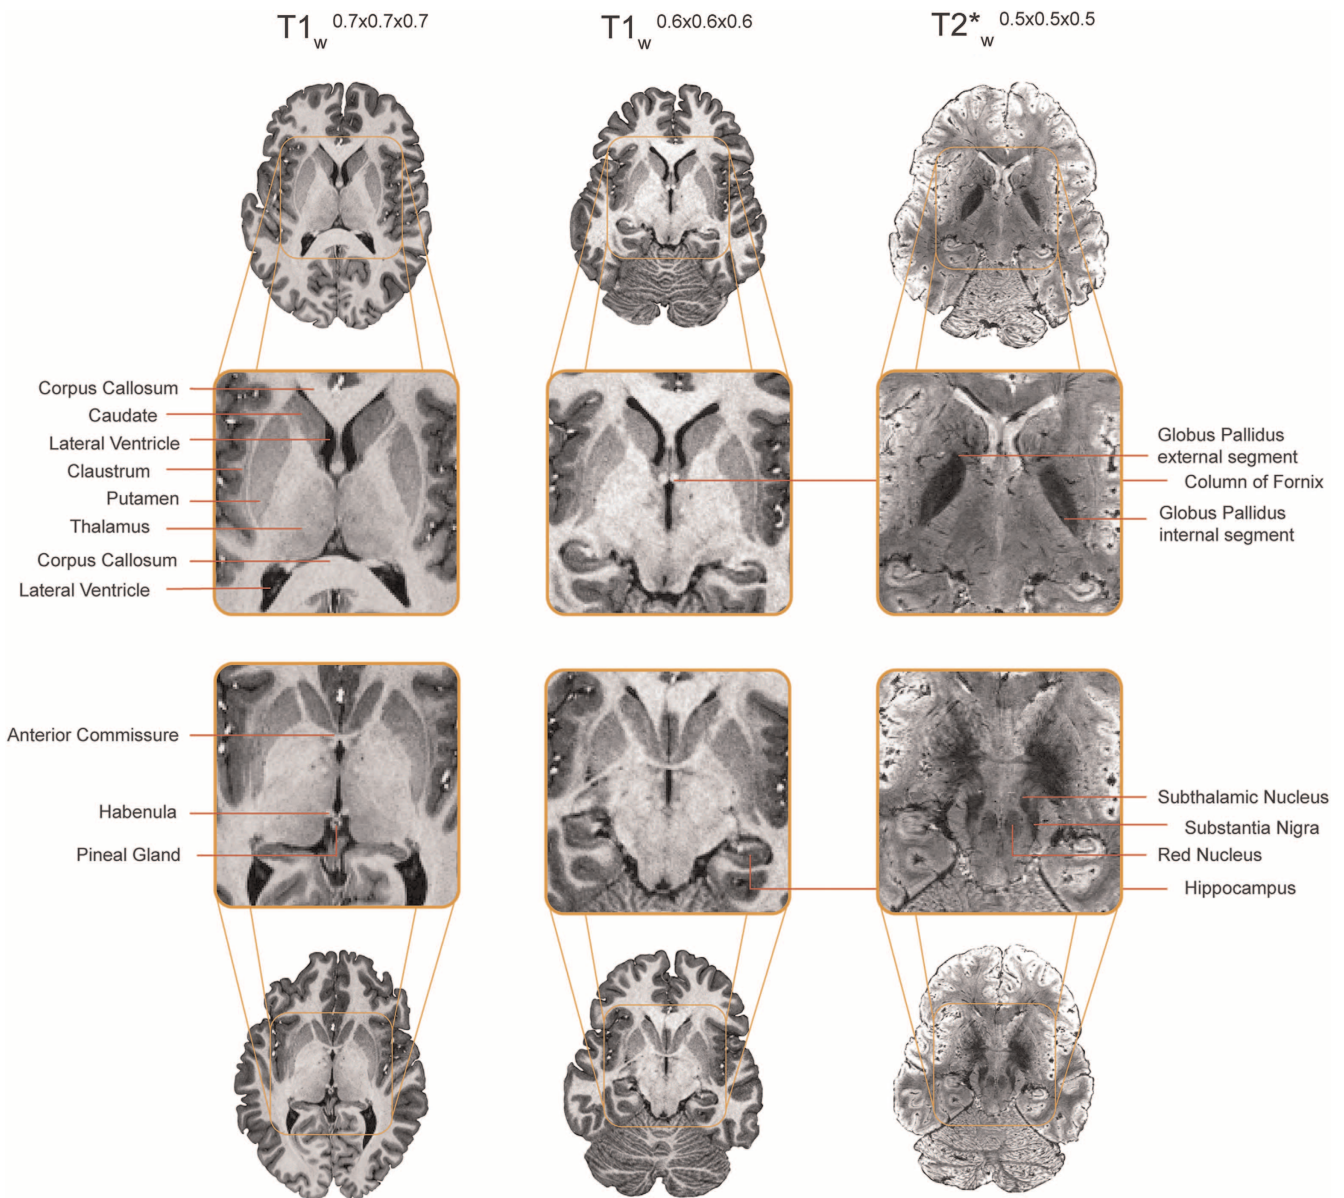 T1w 0.7x0.7x0.7
T1w 0.6x0.6x0.6
T2*w 0.5x0.5x0.5
Corpus Callosum
Caudate
Lateral Ventricle
Claustrum
Putamen
Thalamus
Corpus Callosum
Lateral Ventricle
Globus Pallidus
external segment
Column of Fornix
Globus Pallidus
internal segment
Anterior Commissure
Habenula
Pineal Gland
Subthalamic Nucleus
Substantia Nigra
Red Nucleus
Hippocampus